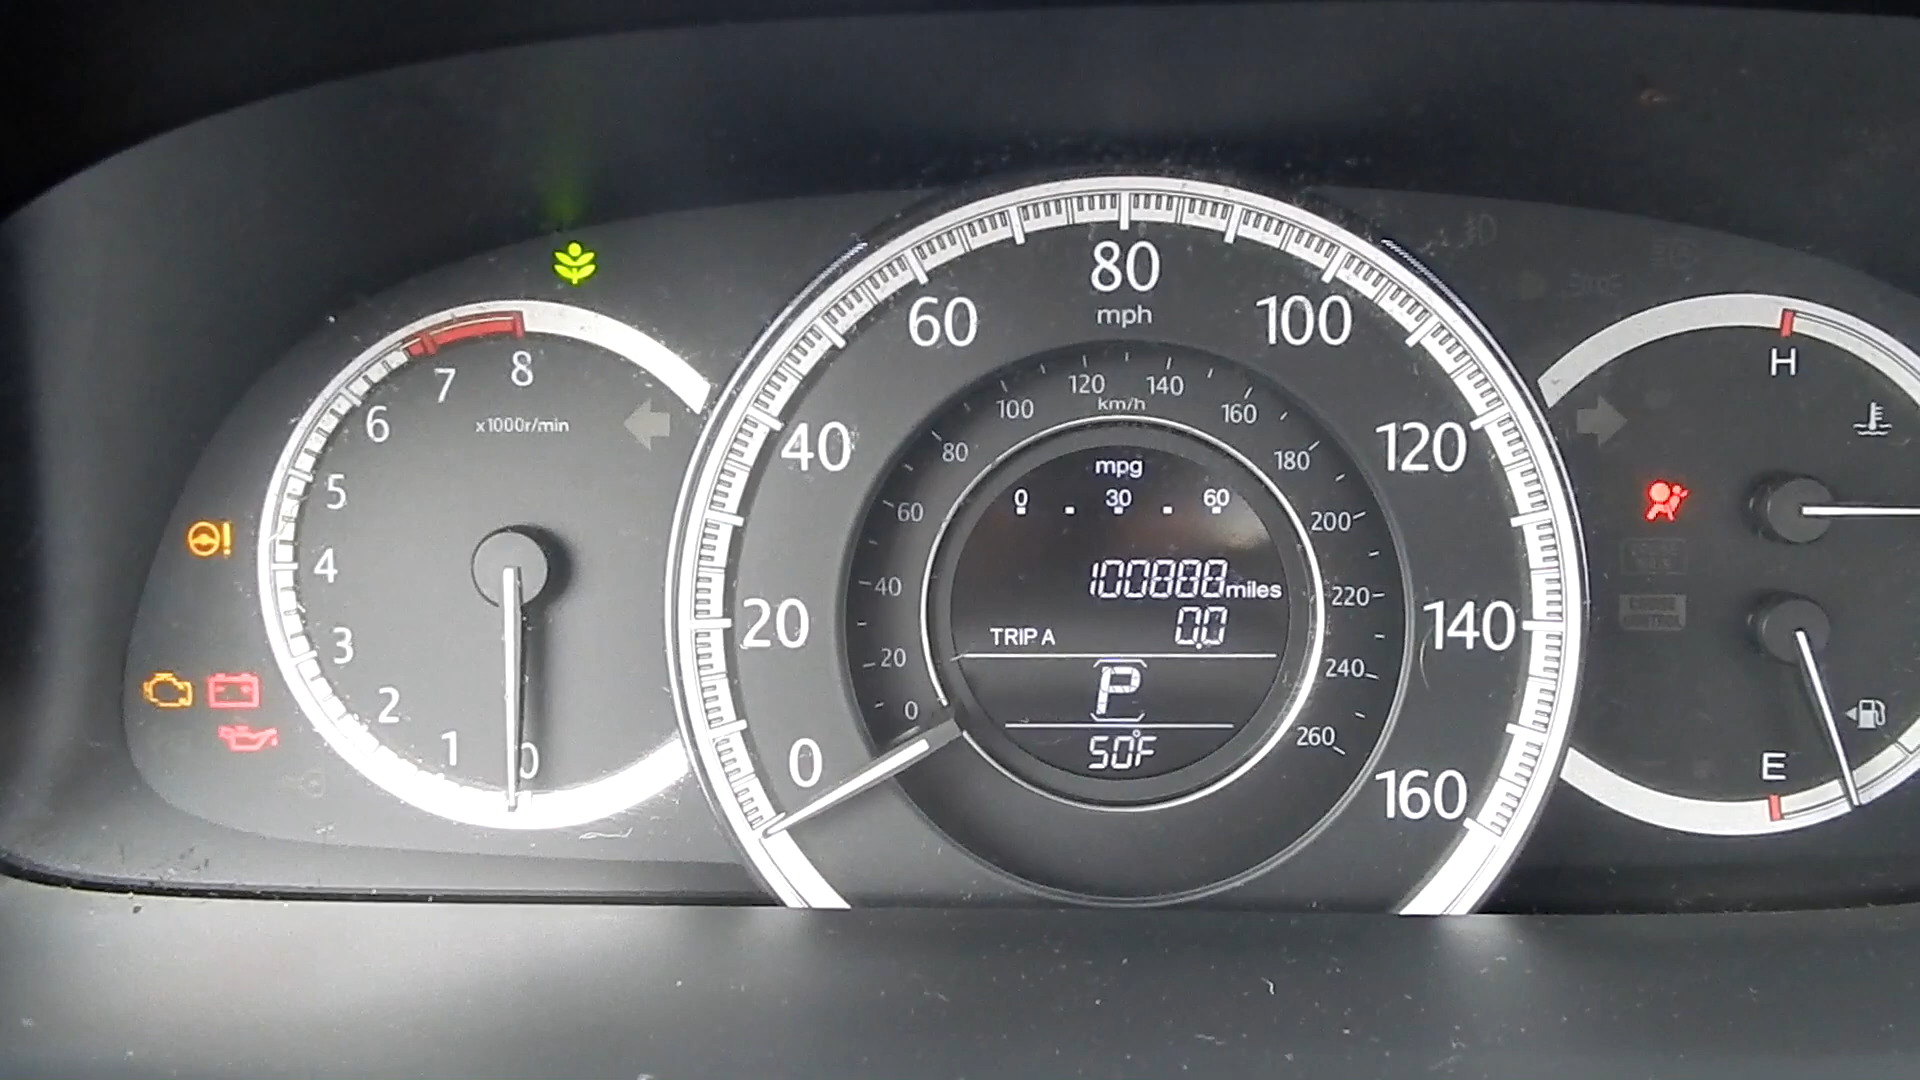 8
7
6
5
4
3
2
1
0
x1000r/min
0
20
40
60
80
100
120
140
160
mph
0
20
40
60
80
100
120
140
160
180
200
220
240
260
km/h
mpg
0 30 60
100888 miles
TRIP A 0.0
P
50°F
H
E